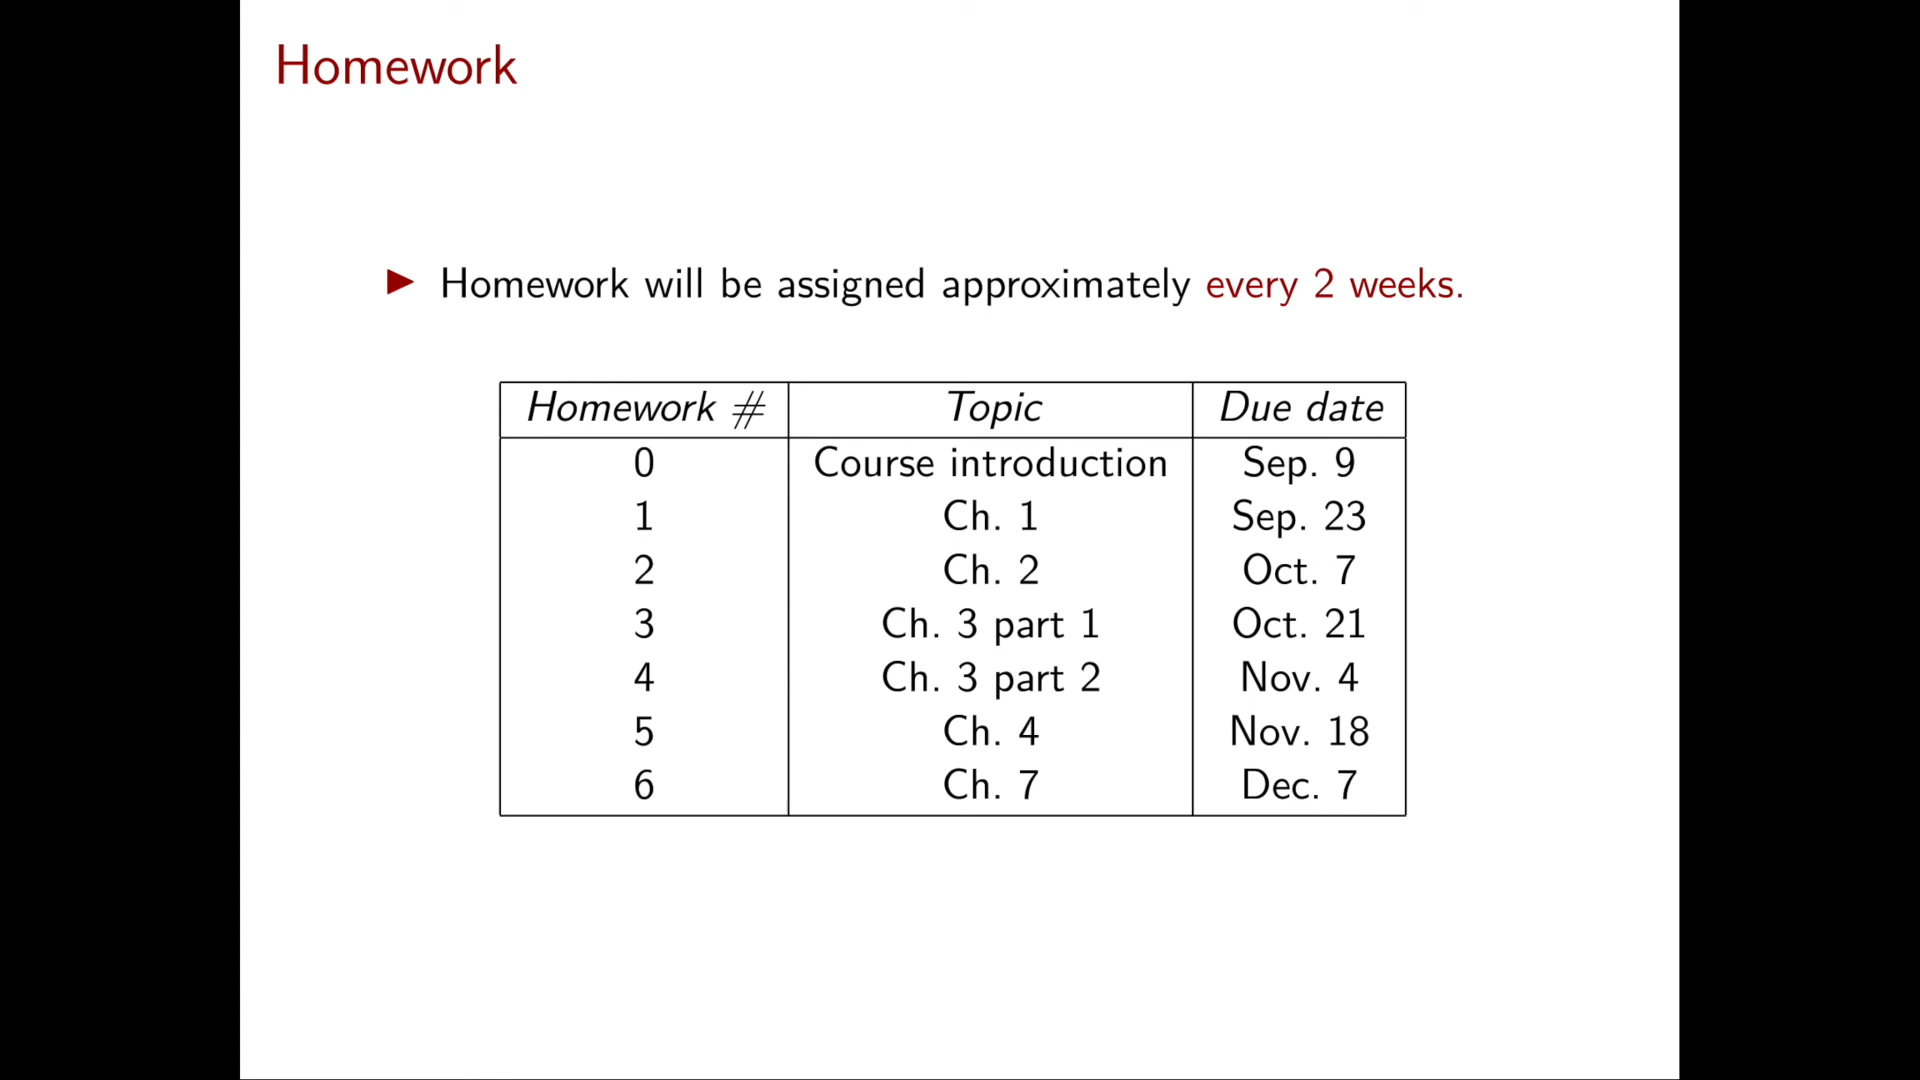 Homework
▶ Homework will be assigned approximately every 2 weeks.
Homework # Topic Due date
0 Course introduction Sep. 9
1 Ch. 1 Sep. 23
2 Ch. 2 Oct. 7
3 Ch. 3 part 1 Oct. 21
4 Ch. 3 part 2 Nov. 4
5 Ch. 4 Nov. 18
6 Ch. 7 Dec. 7